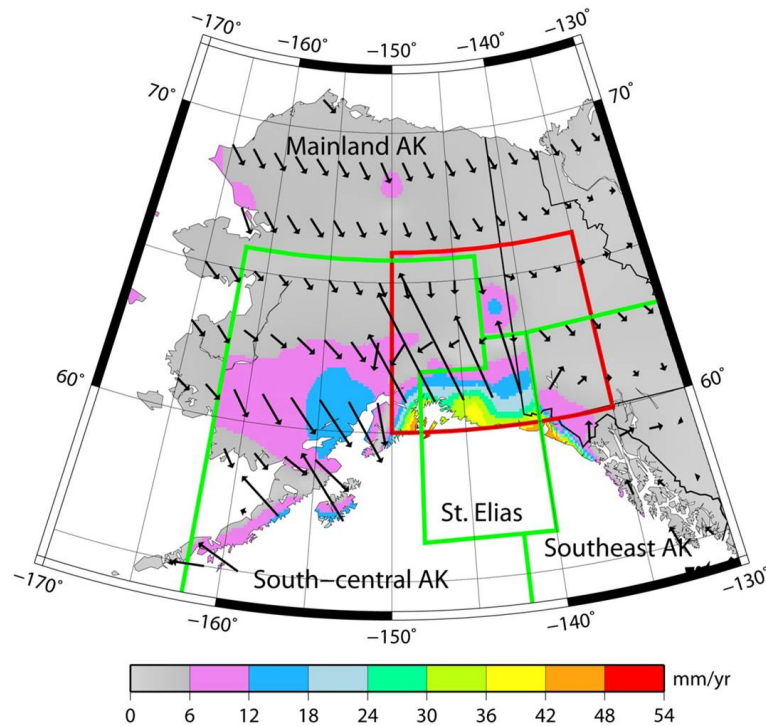 −170° −160° −150° −140° −130°
70° 70°
Mainland AK
60° 60°
St. Elias
Southeast AK
South−central AK
−170° −160° −150° −140° −130°
mm/yr
0 6 12 18 24 30 36 42 48 54